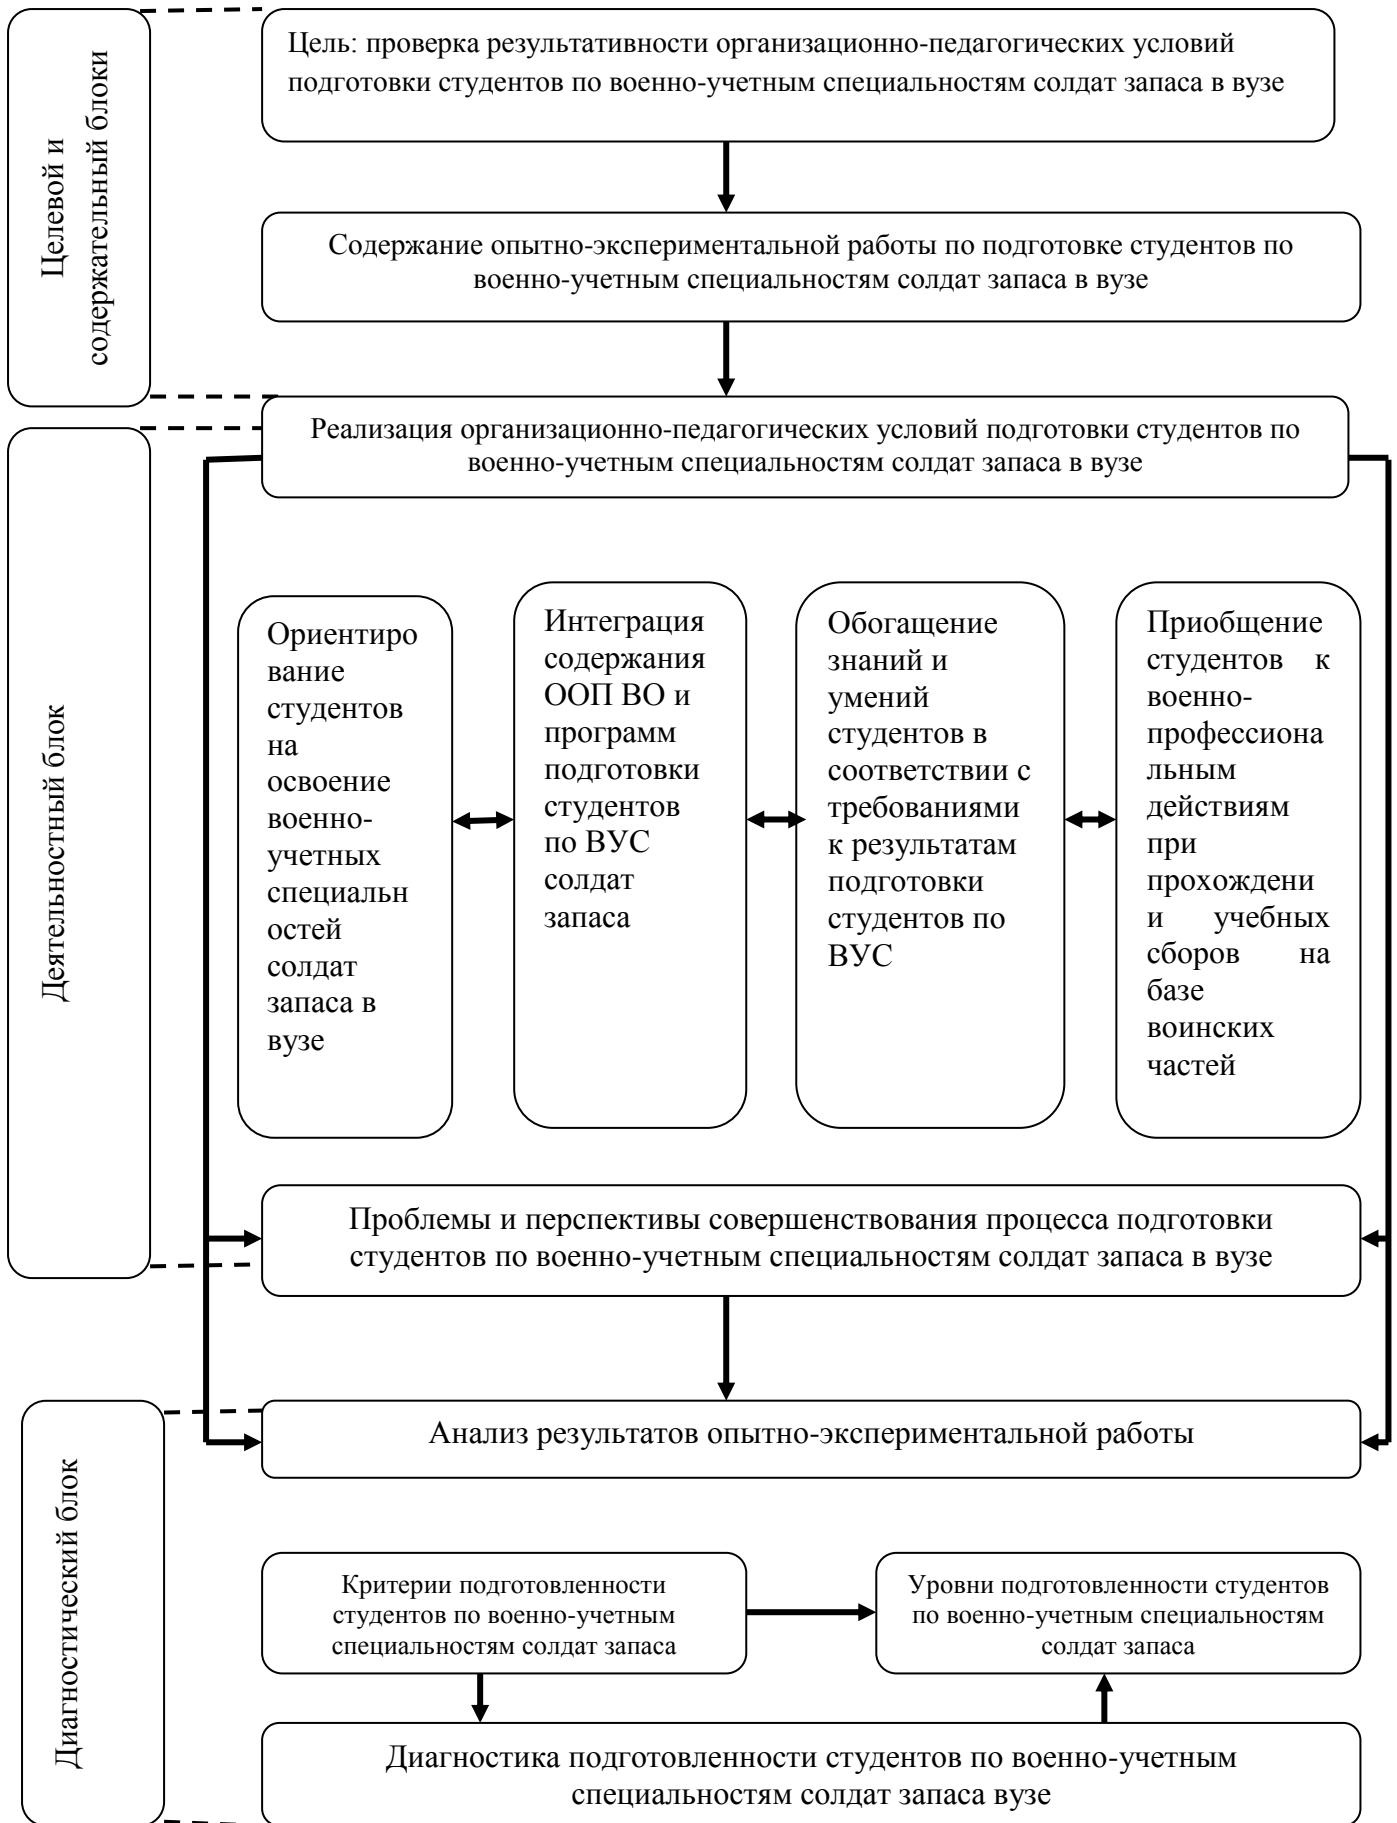 Целевой и
содержательный блоки
Цель: проверка результативности организационно-педагогических условий
подготовки студентов по военно-учетным специальностям солдат запаса в вузе
Содержание опытно-экспериментальной работы по подготовке студентов по
военно-учетным специальностям солдат запаса в вузе
Деятельностный блок
Реализация организационно-педагогических условий подготовки студентов по
военно-учетным специальностям солдат запаса в вузе
Ориентиро
вание
студентов
на
освоение
военно-
учетных
специальн
остей
солдат
запаса в
вузе
Интеграция
содержания
ООП ВО и
программ
подготовки
студентов
по ВУС
солдат
запаса
Обогащение
знаний и
умений
студентов в
соответствии с
требованиями
к результатам
подготовки
студентов по
ВУС
Приобщение
студентов к
военно-
профессиона
льным
действиям
при
прохождени
и учебных
сборов на
базе
воинских
частей
Проблемы и перспективы совершенствования процесса подготовки
студентов по военно-учетным специальностям солдат запаса в вузе
Диагностический блок
Анализ результатов опытно-экспериментальной работы
Критерии подготовленности
студентов по военно-учетным
специальностям солдат запаса
Уровни подготовленности студентов
по военно-учетным специальностям
солдат запаса
Диагностика подготовленности студентов по военно-учетным
специальностям солдат запаса вузе